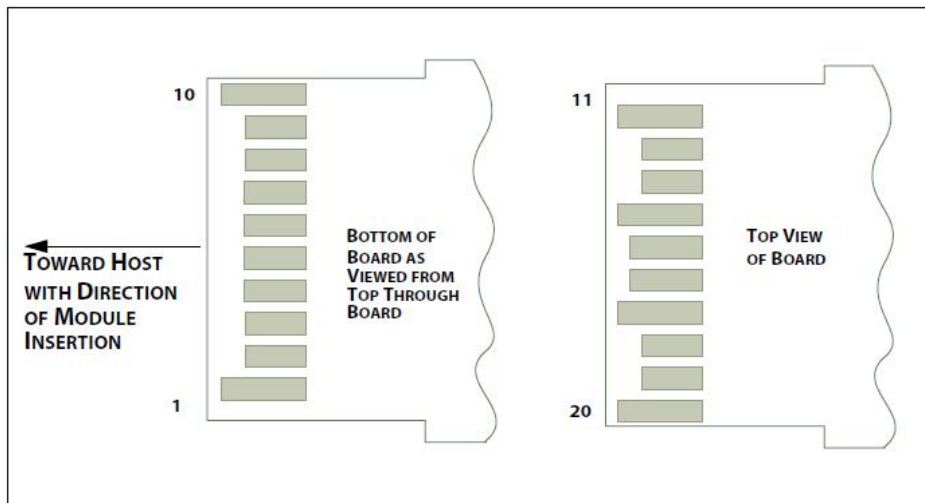 10
1
TOWARD HOST
WITH DIRECTION
OF MODULE
INSERTION
BOTTOM OF
BOARD AS
VIEWED FROM
TOP THROUGH
BOARD
11
20
TOP VIEW
OF BOARD